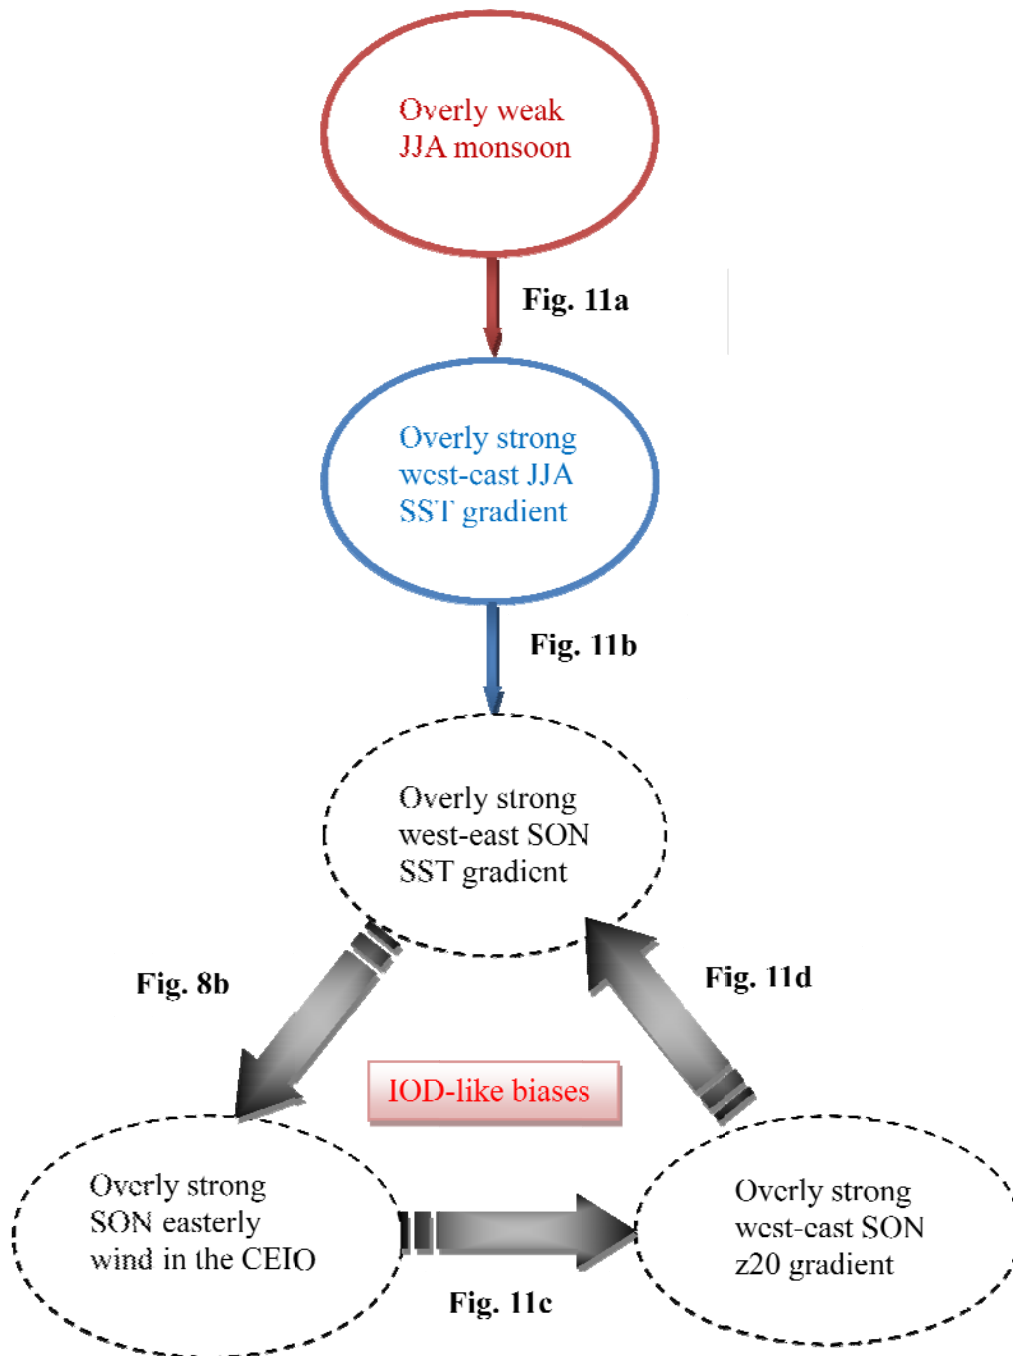 Overly weak
JJA monsoon
Fig. 11a
Overly strong
west-east JJA
SST gradient
Fig. 11b
Overly strong
west-east SON
SST gradient
Fig. 8b
Fig. 11d
IOD-like biases
Overly strong
SON easterly
wind in the CEIO
Overly strong
west-east SON
z20 gradient
Fig. 11c